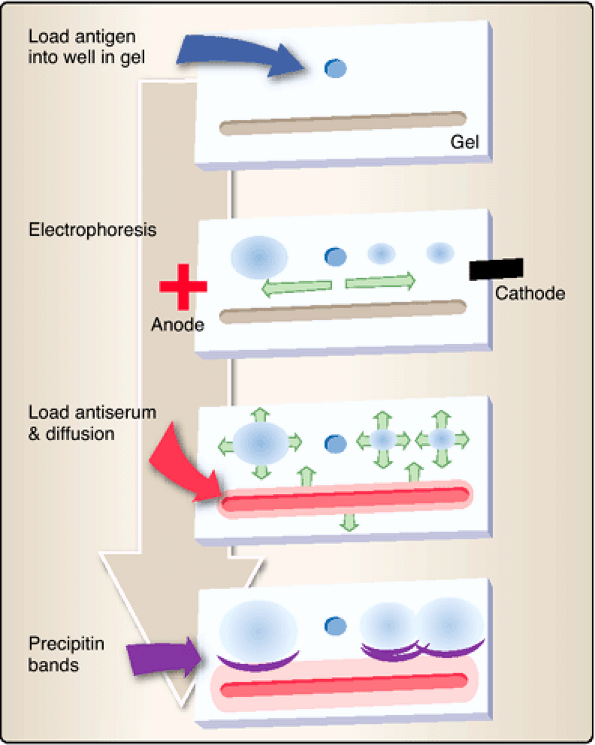 Load antigen
into well in gel
Gel
Electrophoresis
Anode
Cathode
Load antiserum
& diffusion
Precipitin
bands